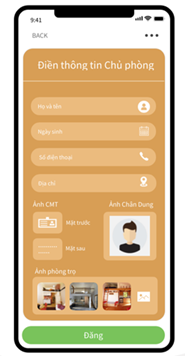 9:41
BACK
Điền thông tin Chủ phòng
Họ và tên
Ngày sinh
Số điện thoại
Địa chỉ
Ảnh CMT
Ảnh Chân Dung
Mặt trước
Mặt sau
Ảnh phòng trọ
Đăng